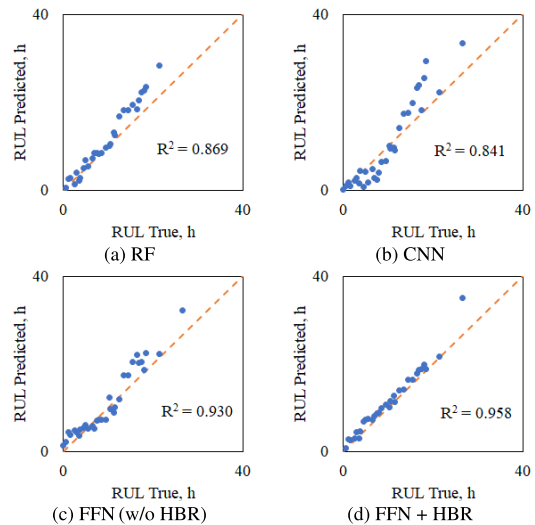 40
RUL Predicted, h
R² = 0.869
0
0
40
RUL True, h
(a) RF
40
RUL Predicted, h
R² = 0.841
0
0
40
RUL True, h
(b) CNN
40
RUL Predicted, h
R² = 0.930
0
0
40
RUL True, h
(c) FFN (w/o HBR)
40
RUL Predicted, h
R² = 0.958
0
0
40
RUL True, h
(d) FFN + HBR